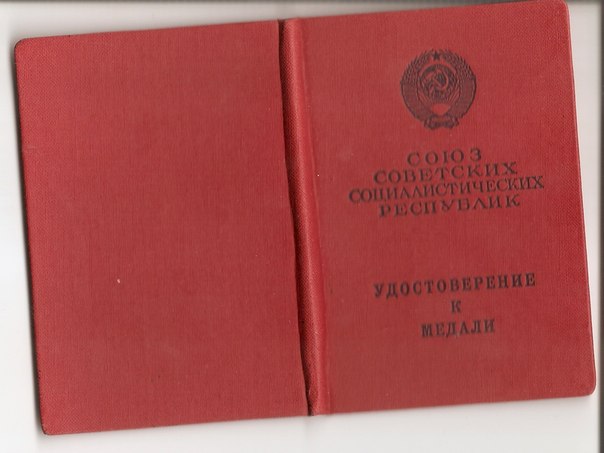 СОЮЗ
СОВЕТСКИХ
СОЦИАЛИСТИЧЕСКИХ
РЕСПУБЛИК
УДОСТОВЕРЕНИЕ
К
МЕДАЛИ